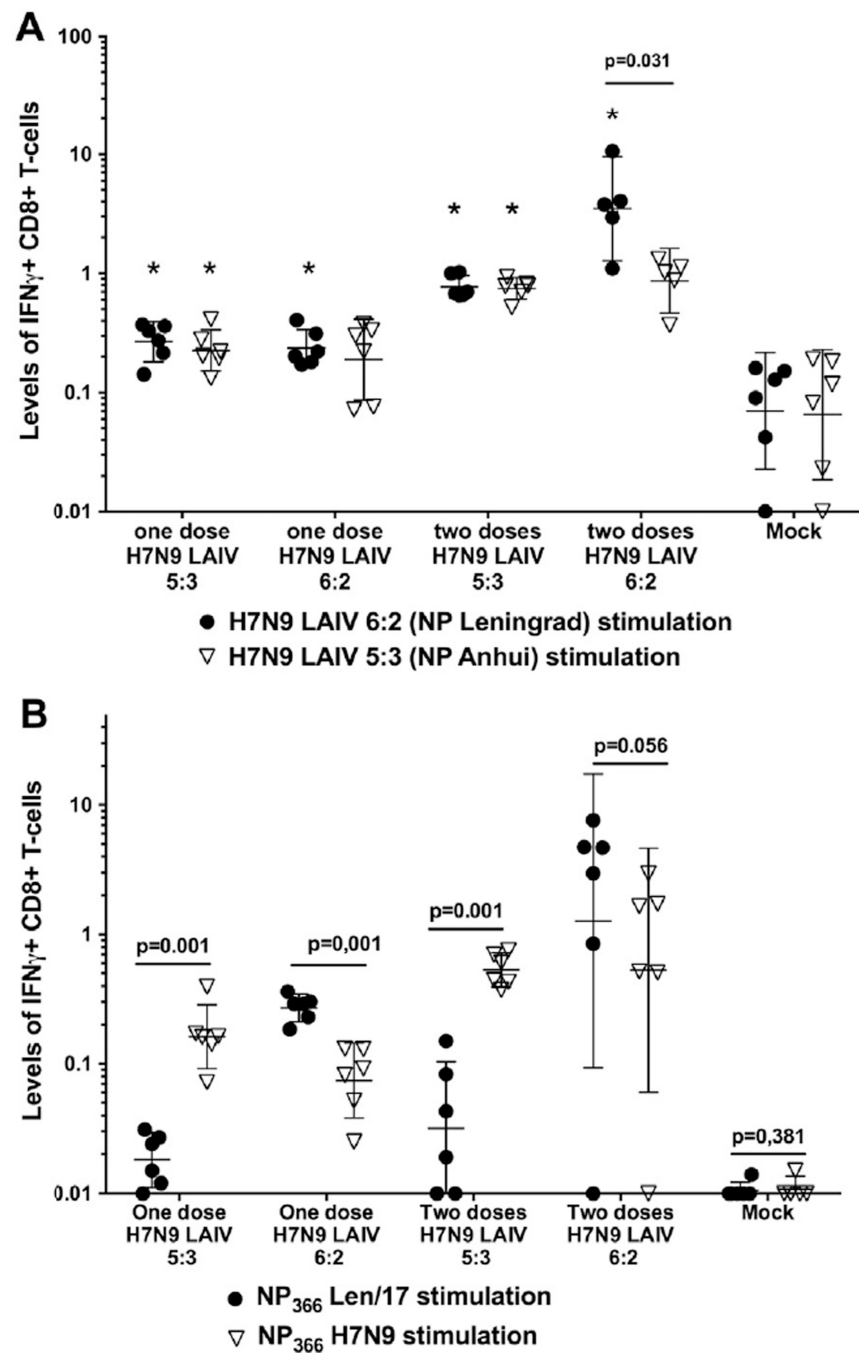 A
Levels of IFNγ+ CD8+ T-cells
100
10
1
0.1
0.01
p=0.031
*
* * *
* *
one dose H7N9 LAIV 5:3
one dose H7N9 LAIV 6:2
two doses H7N9 LAIV 5:3
two doses H7N9 LAIV 6:2
Mock
H7N9 LAIV 6:2 (NP Leningrad) stimulation
H7N9 LAIV 5:3 (NP Anhui) stimulation
B
Levels of IFNγ+ CD8+ T-cells
10
1
0.1
0.01
p=0.001
p=0,001
p=0.001
p=0.056
p=0,381
One dose H7N9 LAIV 5:3
One dose H7N9 LAIV 6:2
Two doses H7N9 LAIV 5:3
Two doses H7N9 LAIV 6:2
Mock
NP366 Len/17 stimulation
NP366 H7N9 stimulation